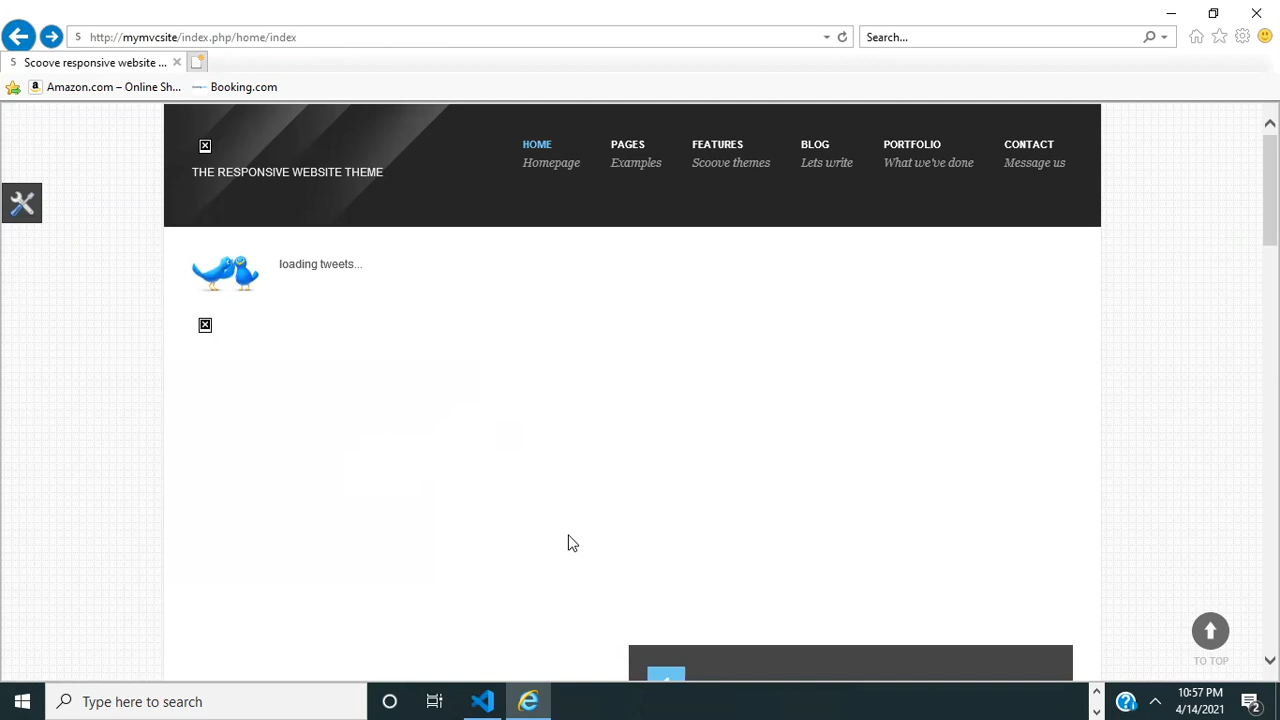 http://mymvcsite/index.php/home/index
Search...
Scoove responsive website ...
Amazon.com – Online Sh...
Booking.com
HOME
Homepage
PAGES
Examples
FEATURES
Scoove themes
BLOG
Lets write
PORTFOLIO
What we've done
CONTACT
Message us
THE RESPONSIVE WEBSITE THEME
loading tweets...
TO TOP
Type here to search
10:57 PM
4/14/2021
2